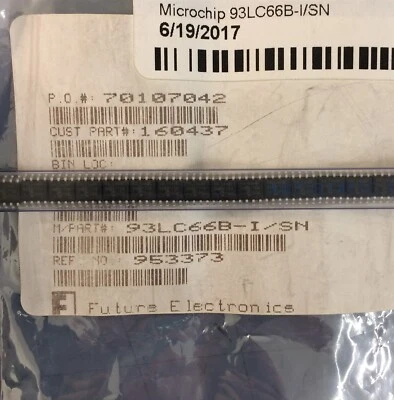 Microchip 93LC66B-I/SN
6/19/2017
P.O.#: 70107042
CUST PART#: 160437
BIN LOC:
M/PART#: 93LC66B-I/SN
REF. NO.: 953373
F Future Electronics